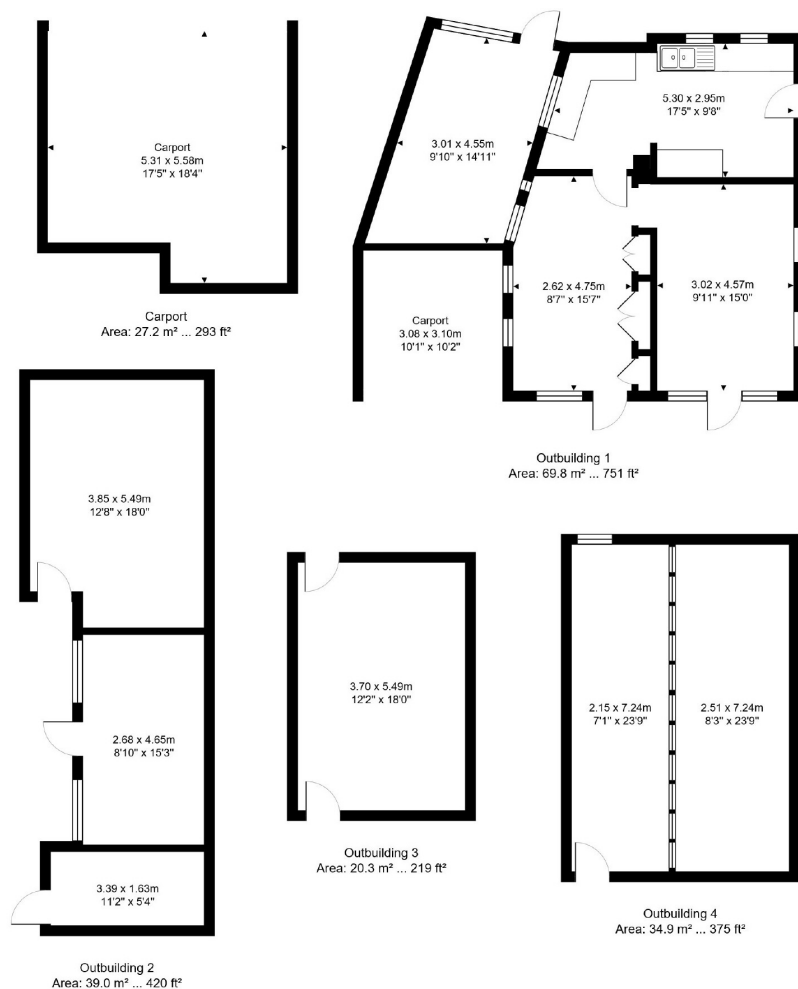 Carport
5.31 x 5.58m
17'5" x 18'4"
Carport
Area: 27.2 m² ... 293 ft²
3.01 x 4.55m
9'10" x 14'11"
5.30 x 2.95m
17'5" x 9'8"
2.62 x 4.75m
8'7" x 15'7"
3.02 x 4.57m
9'11" x 15'0"
Carport
3.08 x 3.10m
10'1" x 10'2"
Outbuilding 1
Area: 69.8 m² ... 751 ft²
3.85 x 5.49m
12'8" x 18'0"
2.68 x 4.65m
8'10" x 15'3"
3.39 x 1.63m
11'2" x 5'4"
Outbuilding 2
Area: 39.0 m² ... 420 ft²
3.70 x 5.49m
12'2" x 18'0"
Outbuilding 3
Area: 20.3 m² ... 219 ft²
2.15 x 7.24m
7'1" x 23'9"
2.51 x 7.24m
8'3" x 23'9"
Outbuilding 4
Area: 34.9 m² ... 375 ft²